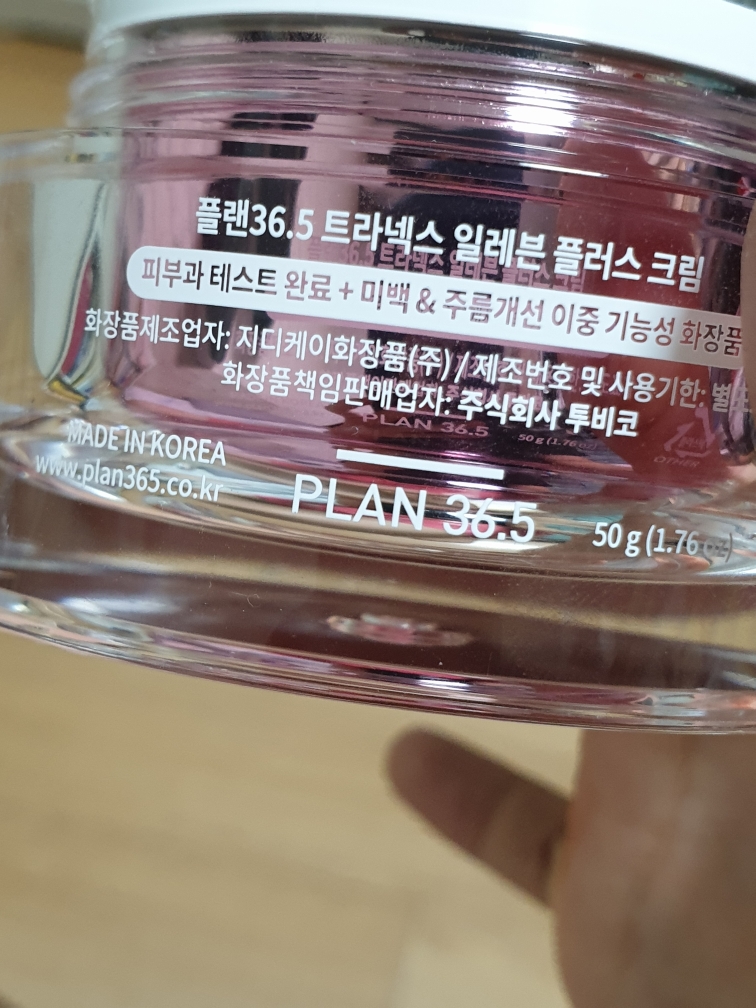 플랜36.5 트라넥스 일레븐 플러스 크림
피부과 테스트 완료 + 미백 & 주름개선 이중 기능성 화장품
화장품제조업자: 지디케이화장품(주) / 제조번호 및 사용기한:
화장품책임판매업자: 주식회사 투비코
MADE IN KOREA
www.plan365.co.kr
PLAN 36.5
50 g (1.76 oz)
OTHER